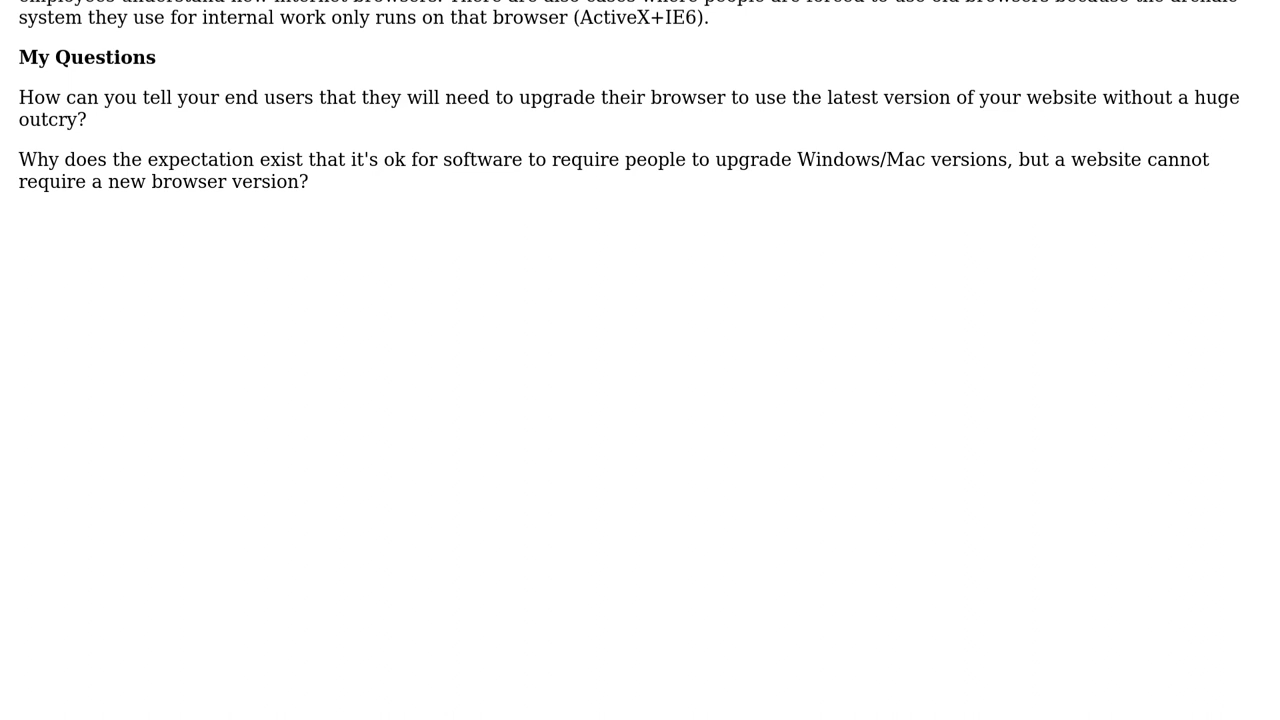 system they use for internal work only runs on that browser (ActiveX+IE6).
My Questions
How can you tell your end users that they will need to upgrade their browser to use the latest version of your website without a huge
outcry?
Why does the expectation exist that it's ok for software to require people to upgrade Windows/Mac versions, but a website cannot
require a new browser version?